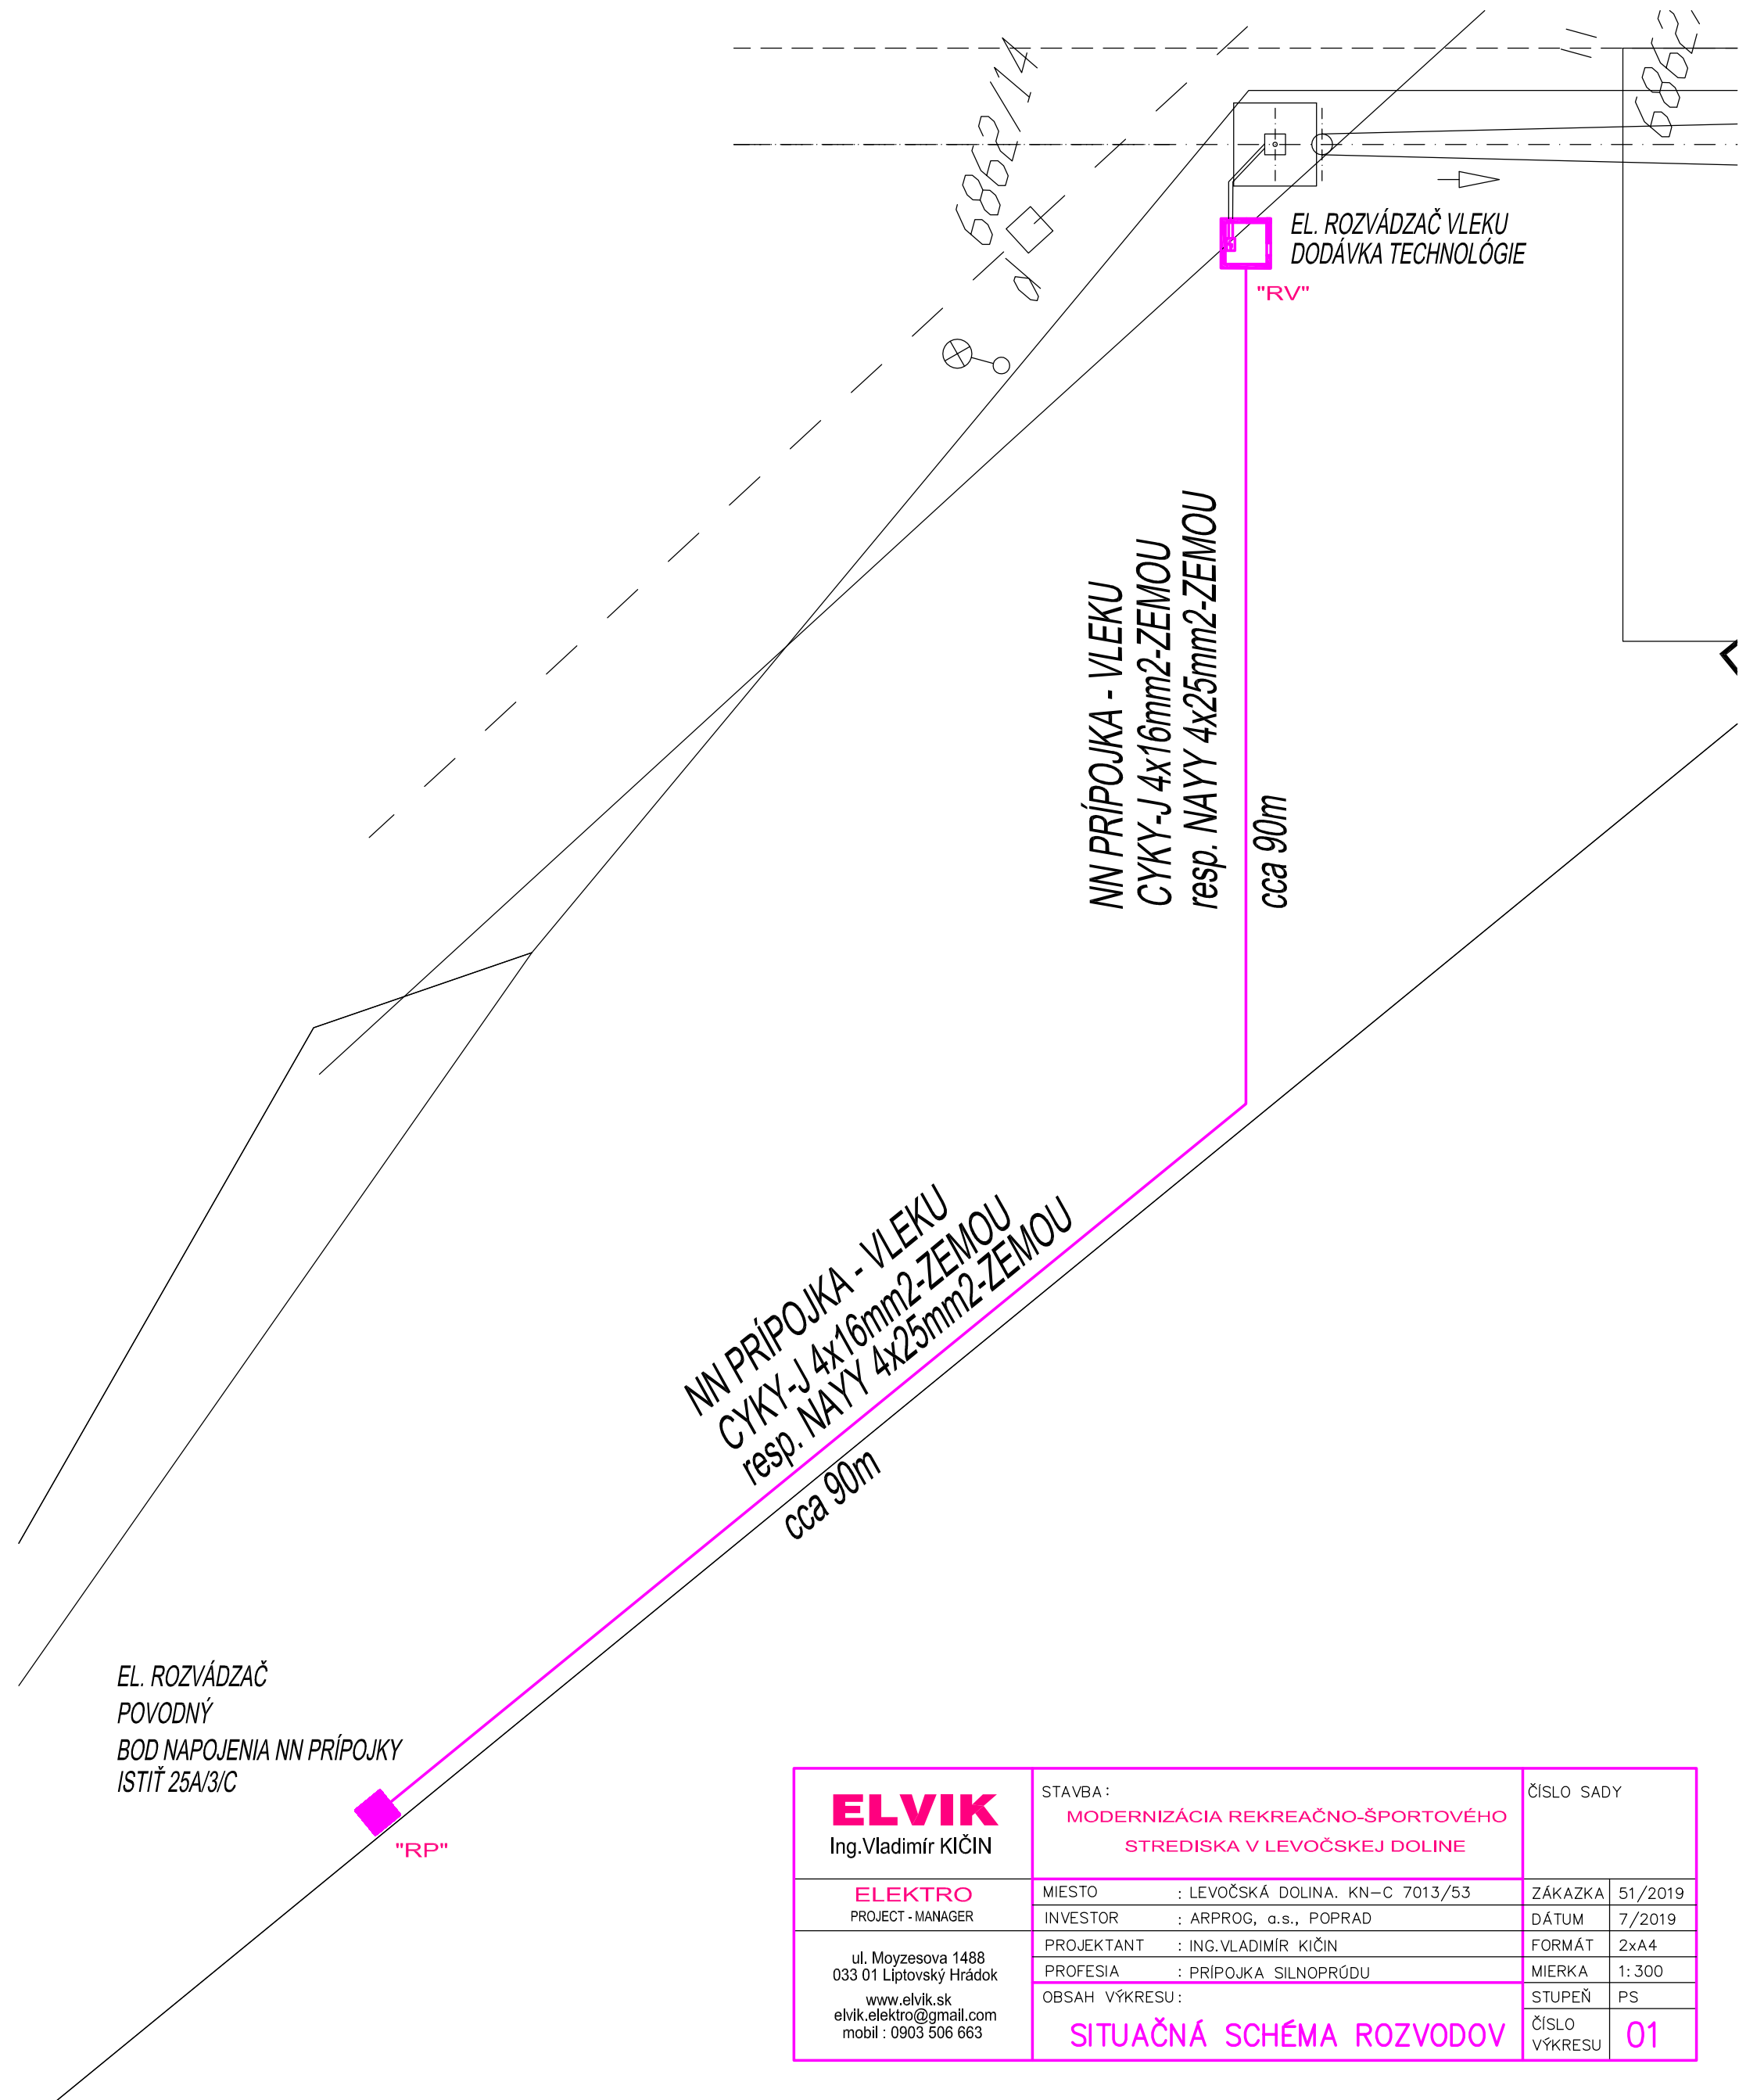 6862/14
6862
EL. ROZVÁDZAČ VLEKU
DODÁVKA TECHNOLÓGIE
"RV"
NN PRÍPOJKA - VLEKU
CYKY-J 4x16mm2-ZEMOU
resp. NAYY 4x25mm2-ZEMOU
cca 90m
NN PRÍPOJKA - VLEKU
CYKY-J 4x16mm2-ZEMOU
resp. NAYY 4x25mm2-ZEMOU
cca 90m
EL. ROZVÁDZAČ
POVODNÝ
BOD NAPOJENIA NN PRÍPOJKY
ISTIŤ 25A/3/C
"RP"
ELVIK
Ing.Vladimír KIČIN
ELEKTRO
PROJECT - MANAGER
ul. Moyzesova 1488
033 01 Liptovský Hrádok
www.elvik.sk
elvik.elektro@gmail.com
mobil : 0903 506 663
STAVBA:
MODERNIZÁCIA REKREAČNO-ŠPORTOVÉHO
STREDISKA V LEVOČSKEJ DOLINE
MIESTO : LEVOČSKÁ DOLINA. KN-C 7013/53
INVESTOR : ARPROG, a.s., POPRAD
PROJEKTANT : ING.VLADIMÍR KIČIN
PROFESIA : PRÍPOJKA SILNOPRÚDU
OBSAH VÝKRESU:
SITUAČNÁ SCHÉMA ROZVODOV
ČÍSLO SADY
ZÁKAZKA 51/2019
DÁTUM 7/2019
FORMÁT 2xA4
MIERKA 1:300
STUPEŇ PS
ČÍSLO
VÝKRESU 01